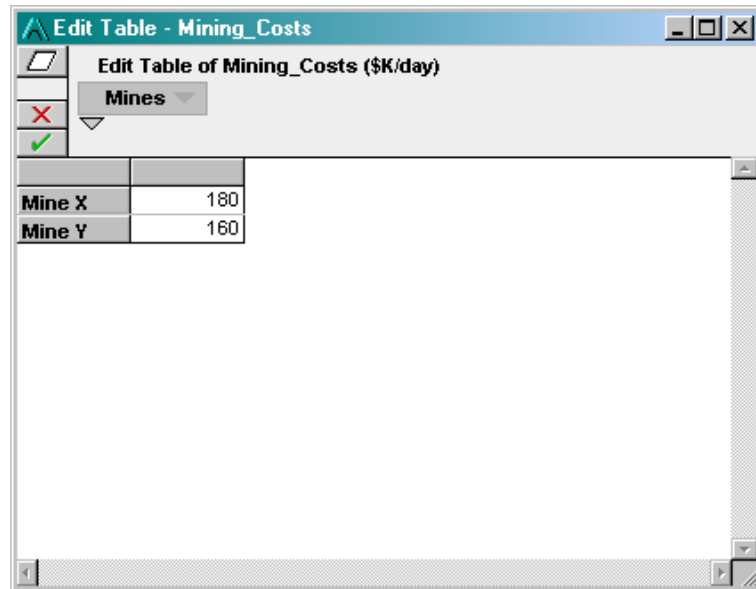 Edit Table - Mining_Costs
Edit Table of Mining_Costs ($K/day)
Mines
Mine X 180
Mine Y 160